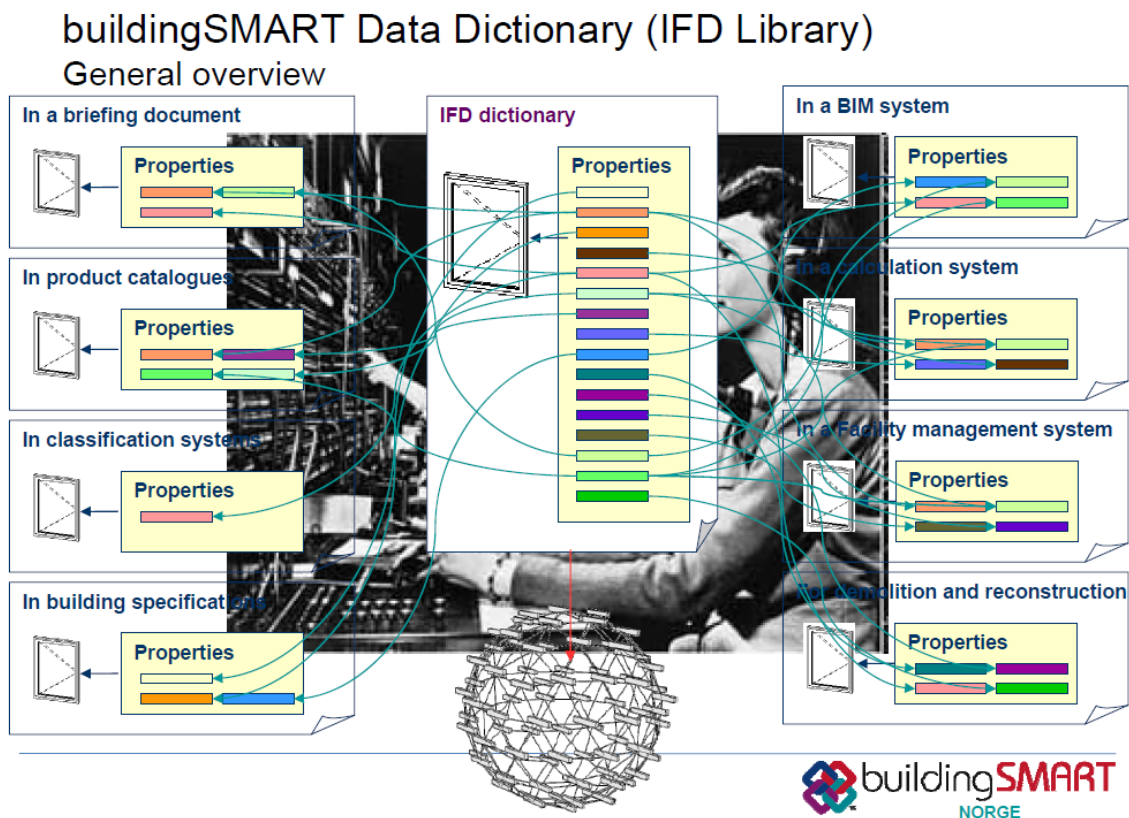 buildingSMART Data Dictionary (IFD Library)
General overview
In a briefing document
Properties
In product catalogues
Properties
In classification systems
Properties
In building specifications
Properties
IFD dictionary
Properties
In a BIM system
Properties
In a calculation system
Properties
In a Facility management system
Properties
For demolition and reconstruction
Properties
buildingSMART
NORGE